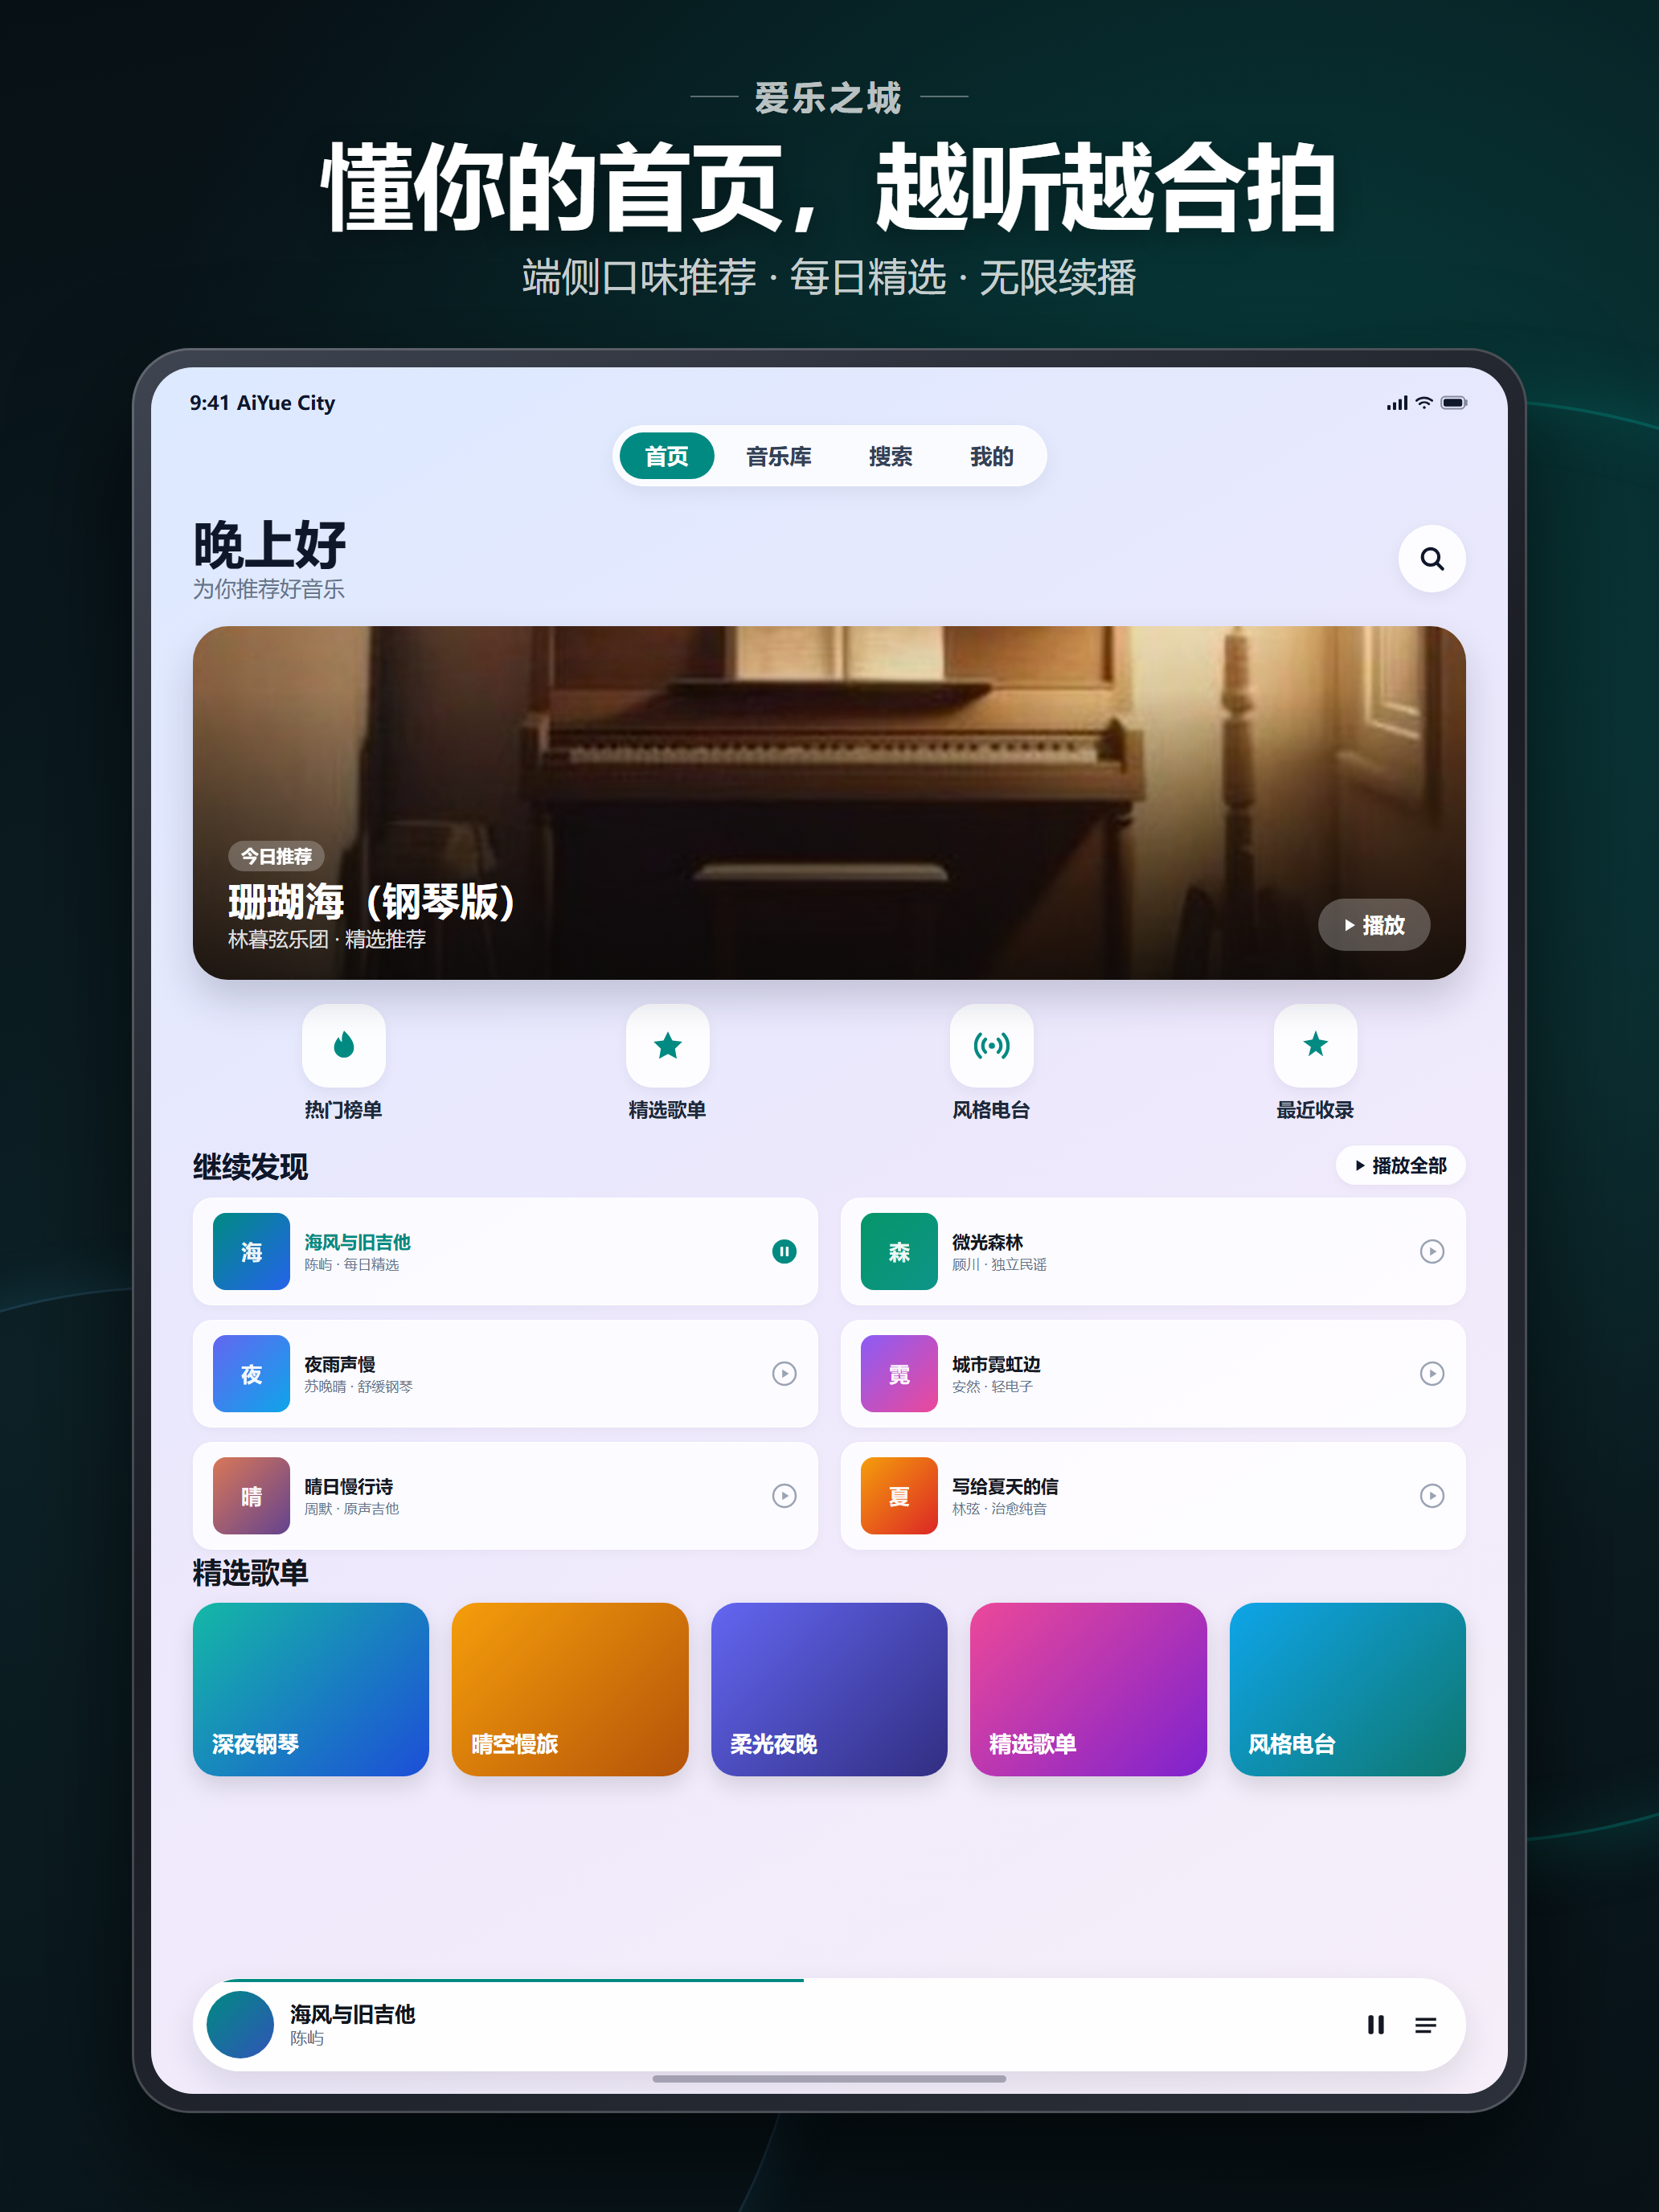 爱乐之城
懂你的首页，越听越合拍
端侧口味推荐 · 每日精选 · 无限续播
9:41 AiYue City
首页 音乐库 搜索 我的
晚上好
为你推荐好音乐
今日推荐
珊瑚海（钢琴版）
林暮弦乐团 · 精选推荐
播放
热门榜单 精选歌单 风格电台 最近收录
继续发现
播放全部
海
海风与旧吉他
陈屿 · 每日精选
森
微光森林
顾川 · 独立民谣
夜
夜雨声慢
苏晚晴 · 舒缓钢琴
霓
城市霓虹边
安然 · 轻电子
晴
晴日慢行诗
周默 · 原声吉他
夏
写给夏天的信
林弦 · 治愈纯音
精选歌单
深夜钢琴 晴空慢旅 柔光夜晚 精选歌单 风格电台
海风与旧吉他
陈屿